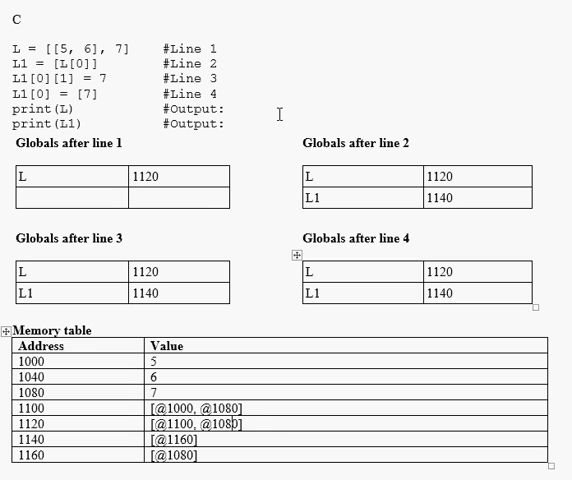 C
L = [[5, 6], 7] #Line 1
L1 = [L[0]] #Line 2
L1[0][1] = 7 #Line 3
L1[0] = [7] #Line 4
print(L) #Output:
print(L1) #Output:
Globals after line 1
L 1120
Globals after line 2
L 1120
L1 1140
Globals after line 3
L 1120
L1 1140
Globals after line 4
L 1120
L1 1140
Memory table
Address Value
1000 5
1040 6
1080 7
1100 [@1000, @1080]
1120 [@1100, @1080]
1140 [@1160]
1160 [@1080]